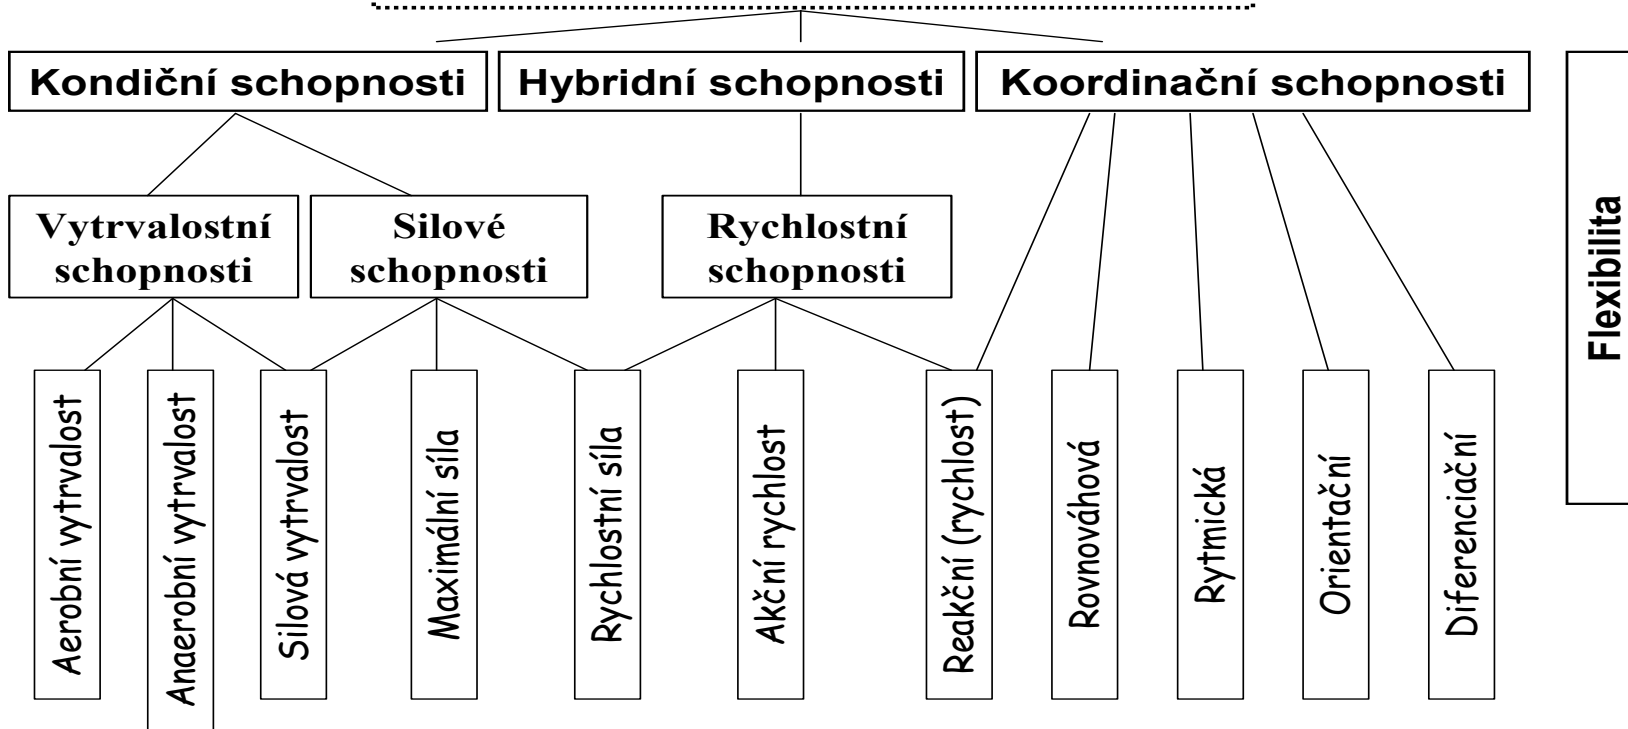 Kondiční schopnosti
Hybridní schopnosti
Koordinační schopnosti
Flexibilita
Vytrvalostní
schopnosti
Silové
schopnosti
Rychlostní
schopnosti
Aerobní vytrvalost
Anaerobní vytrvalost
Silová vytrvalost
Maximální síla
Rychlostní síla
Akční rychlost
Reakční (rychlost)
Rovnováhová
Rytmická
Orientační
Diferenciační